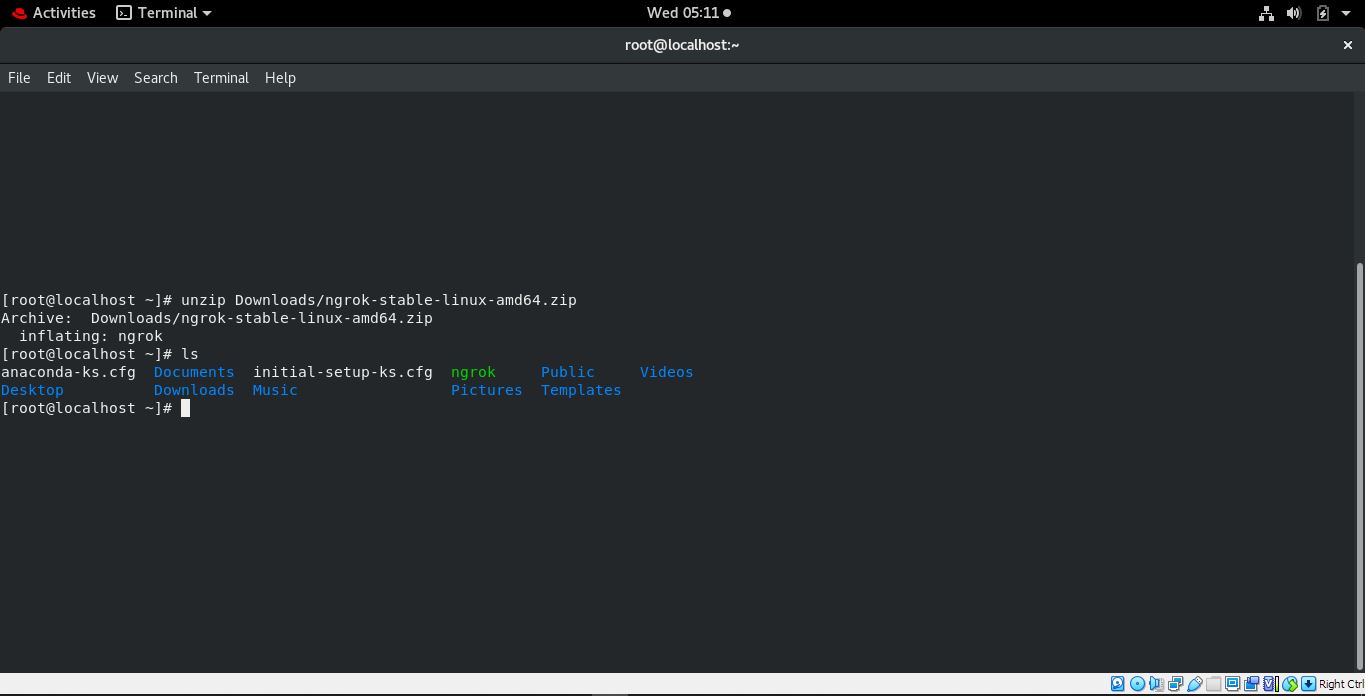 Activities Terminal Wed 05:11
root@localhost:~
File Edit View Search Terminal Help
[root@localhost ~]# unzip Downloads/ngrok-stable-linux-amd64.zip
Archive:  Downloads/ngrok-stable-linux-amd64.zip
  inflating: ngrok
[root@localhost ~]# ls
anaconda-ks.cfg  Documents  initial-setup-ks.cfg  ngrok     Public     Videos
Desktop          Downloads  Music                 Pictures  Templates
[root@localhost ~]#
Right Ctrl